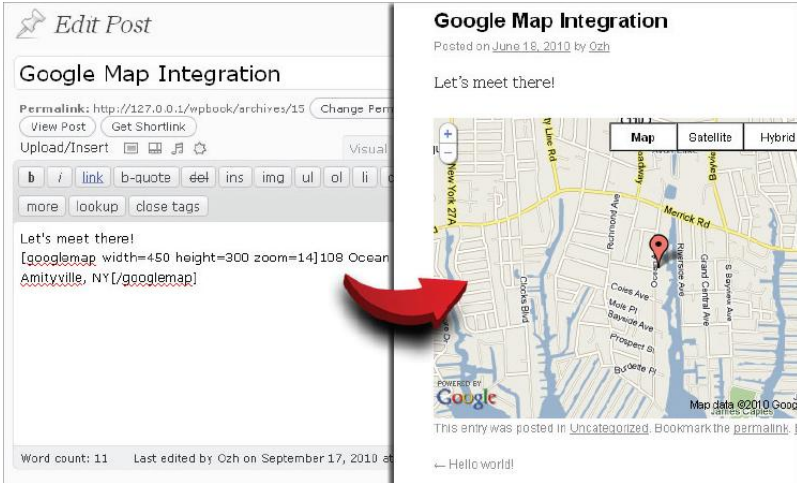 Edit Post
Google Map Integration
Permalink: http://127.0.0.1/wpbook/archives/15 Change Perm
View Post Get Shortlink
Upload/Insert Visual
b i link b-quote del ins img ul ol li
more lookup close tags
Let's meet there!
[googlemap width=450 height=300 zoom=14]108 Ocean
Amityville, NY[/googlemap]
Word count: 11 Last edited by Ozh on September 17, 2010 at
Google Map Integration
Posted on June 18, 2010 by Ozh
Let's meet there!
Map Satellite Hybrid
New York 27A
Merrick Rd
Richmond Ave
Riverside Ave
Grand Central Ave
S Bayview Ave
Clocks Blvd
Coles Ave
Mole Pl
Bayside Ave
Prospect St
Burdette Pl
POWERED BY
Google
Map data ©2010 Goog
This entry was posted in Uncategorized. Bookmark the permalink.
← Hello world!